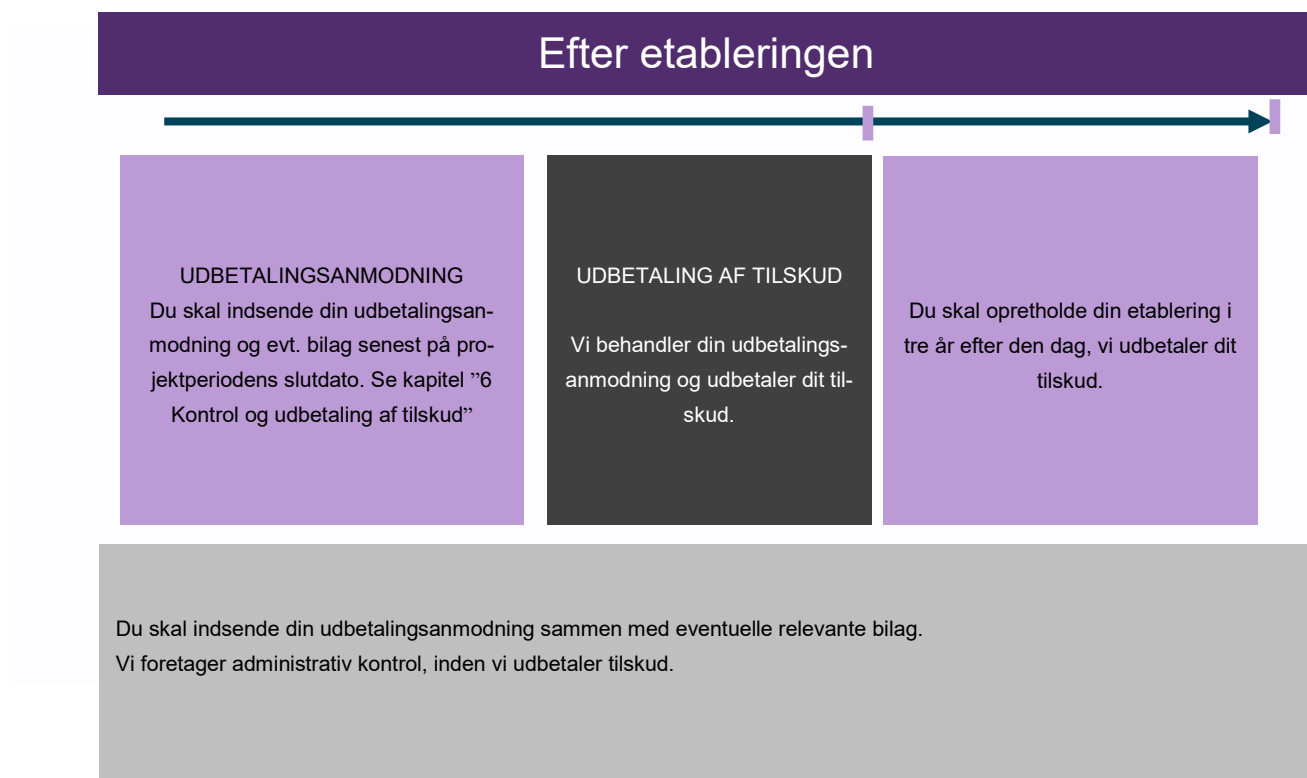 Efter etableringen
UDBETALINGSANMODNING
Du skal indsende din udbetalingsan-
modning og evt. bilag senest på pro-
jektperiodens slutdato. Se kapitel ”6
Kontrol og udbetaling af tilskud”
UDBETALING AF TILSKUD
Vi behandler din udbetalings-
anmodning og udbetaler dit til-
skud.
Du skal opretholde din etablering i
tre år efter den dag, vi udbetaler dit
tilskud.
Du skal indsende din udbetalingsanmodning sammen med eventuelle relevante bilag.
Vi foretager administrativ kontrol, inden vi udbetaler tilskud.